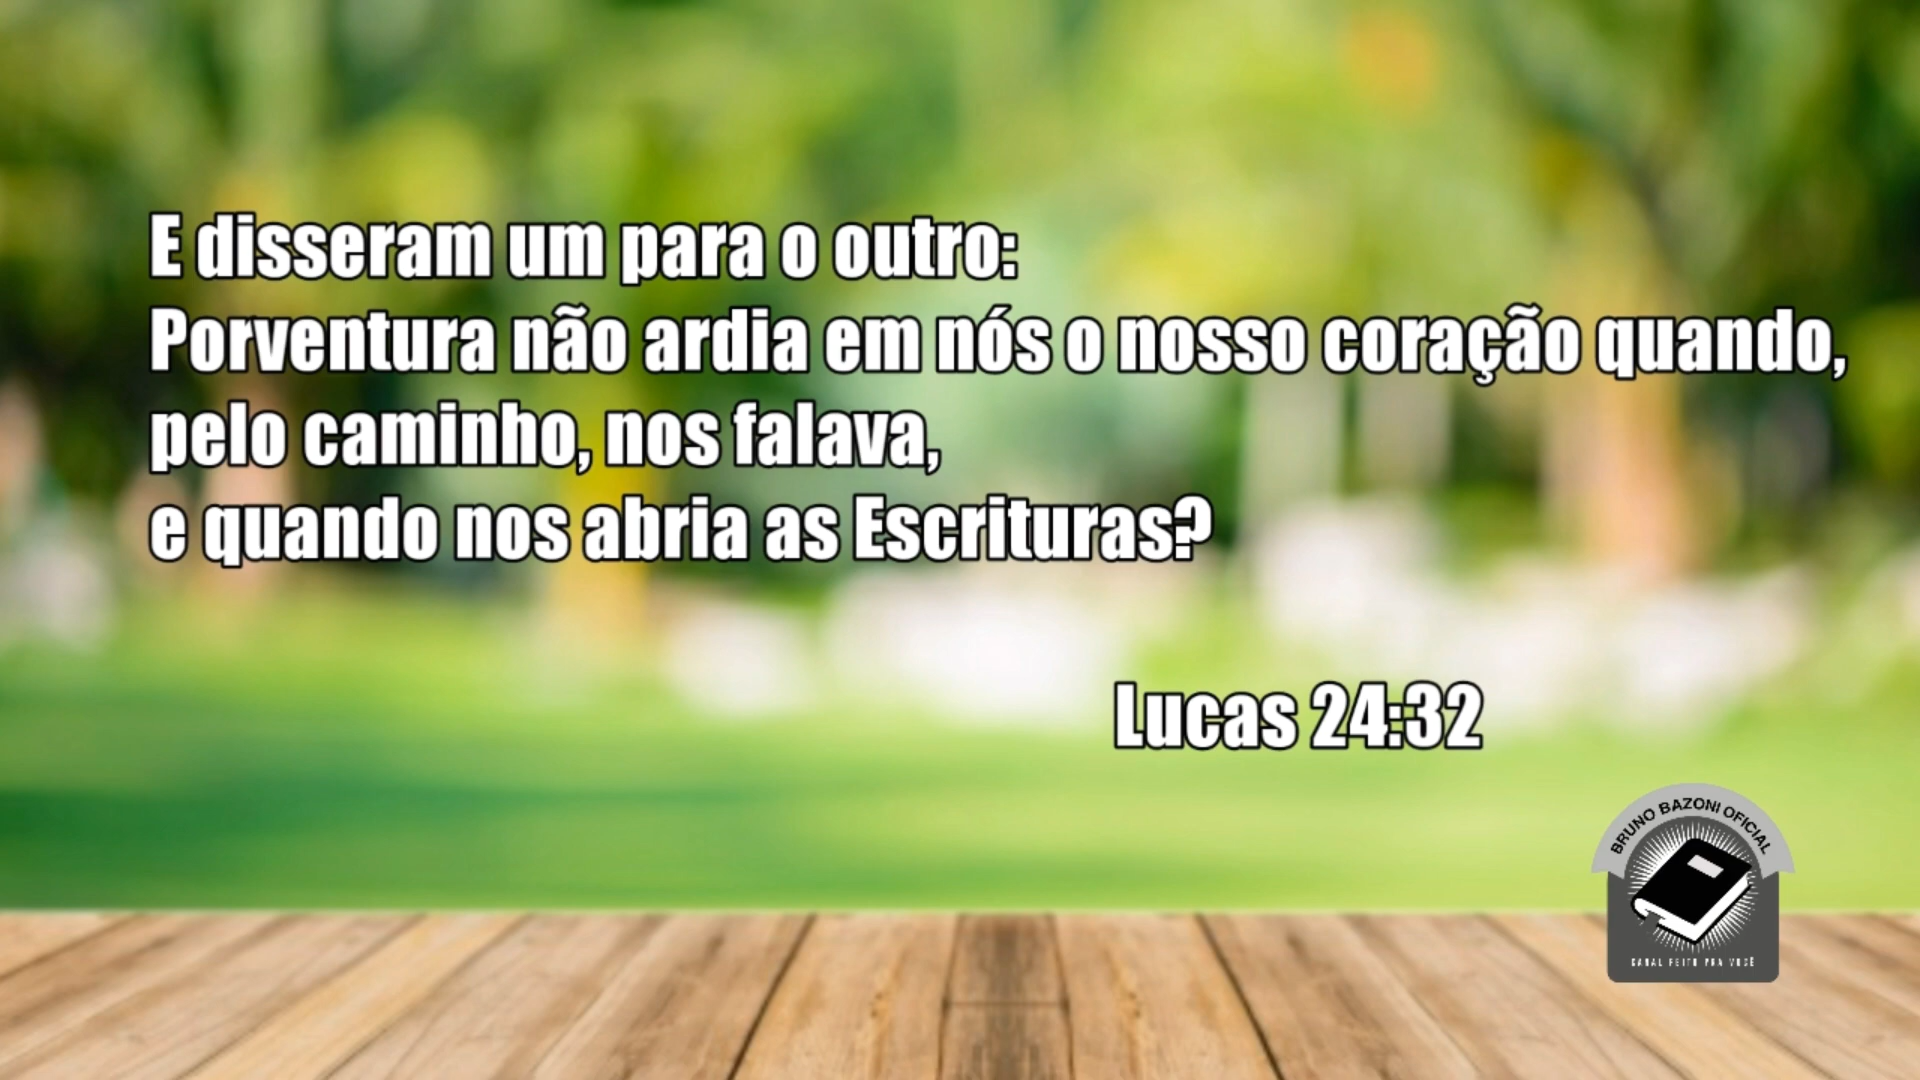 E disseram um para o outro:
Porventura não ardia em nós o nosso coração quando,
pelo caminho, nos falava,
e quando nos abria as Escrituras?
Lucas 24:32
BRUNO BAZONI OFICIAL
CANAL FEITO PRA VOCÊ